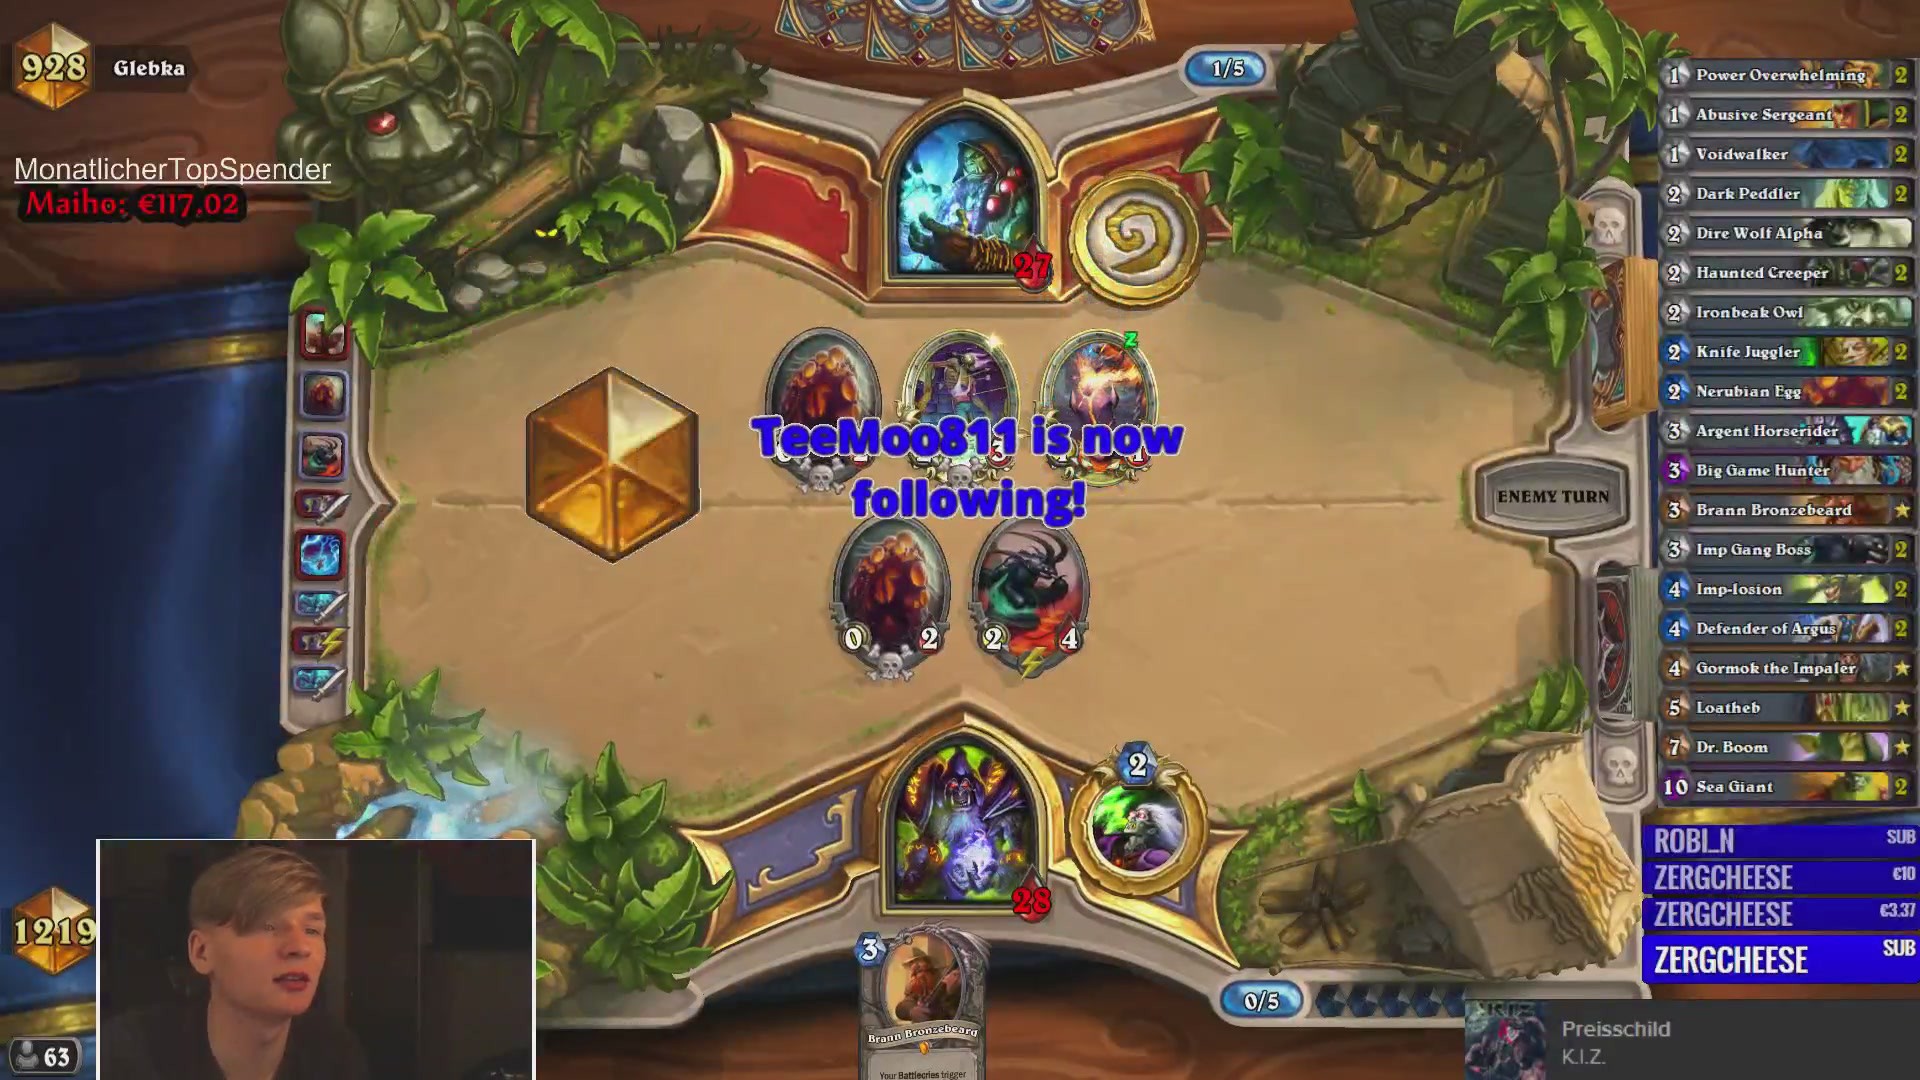 928
Glebka
MonatlicherTopSpender
Maiho: €117.02
1/5
27
TeeMoo811 is now
following!
ENEMY TURN
0
2
2
4
2
28
3
Brann Bronzebeard
Your Battlecries trigger
0/5
1219
63
1 Power Overwhelming 2
1 Abusive Sergeant 2
1 Voidwalker 2
2 Dark Peddler 2
2 Dire Wolf Alpha
2 Haunted Creeper 2
2 Ironbeak Owl
2 Knife Juggler 2
2 Nerubian Egg 2
3 Argent Horserider
3 Big Game Hunter
3 Brann Bronzebeard
3 Imp Gang Boss 2
4 Imp-losion 2
4 Defender of Argus 2
4 Gormok the Impaler
5 Loatheb
7 Dr. Boom
10 Sea Giant 2
ROBI_N SUB
ZERGCHEESE €10
ZERGCHEESE €3.37
ZERGCHEESE SUB
Preisschild
K.I.Z.